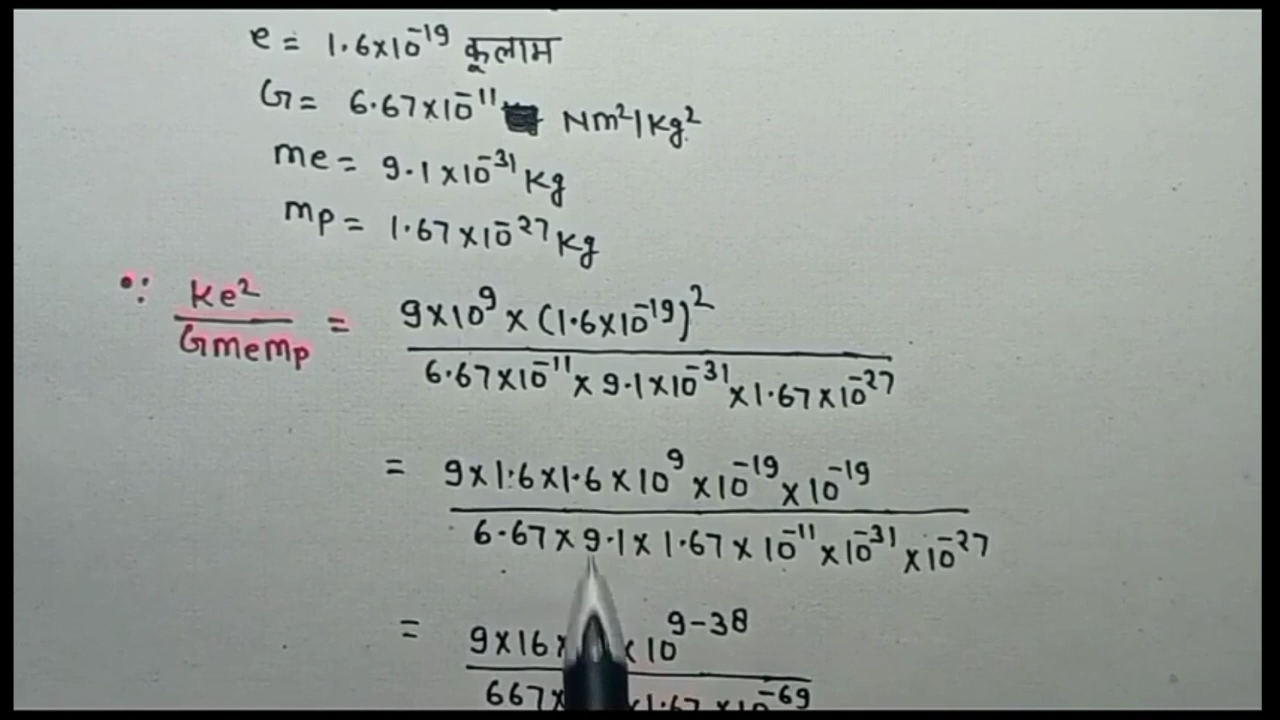 e = 1.6×10⁻¹⁹ कूलाम
G = 6.67×10⁻¹¹ Nm²/Kg²
me = 9.1×10⁻³¹ Kg
mp = 1.67×10⁻²⁷ Kg
∵ Ke²/Gmemp = 9×10⁹×(1.6×10⁻¹⁹)²/6.67×10⁻¹¹×9.1×10⁻³¹×1.67×10⁻²⁷
= 9×1.6×1.6×10⁹×10⁻¹⁹×10⁻¹⁹/6.67×9.1×1.67×10⁻¹¹×10⁻³¹×10⁻²⁷
= 9×16× ×10⁹⁻³⁸/667× ×1.67×10⁻⁶⁹